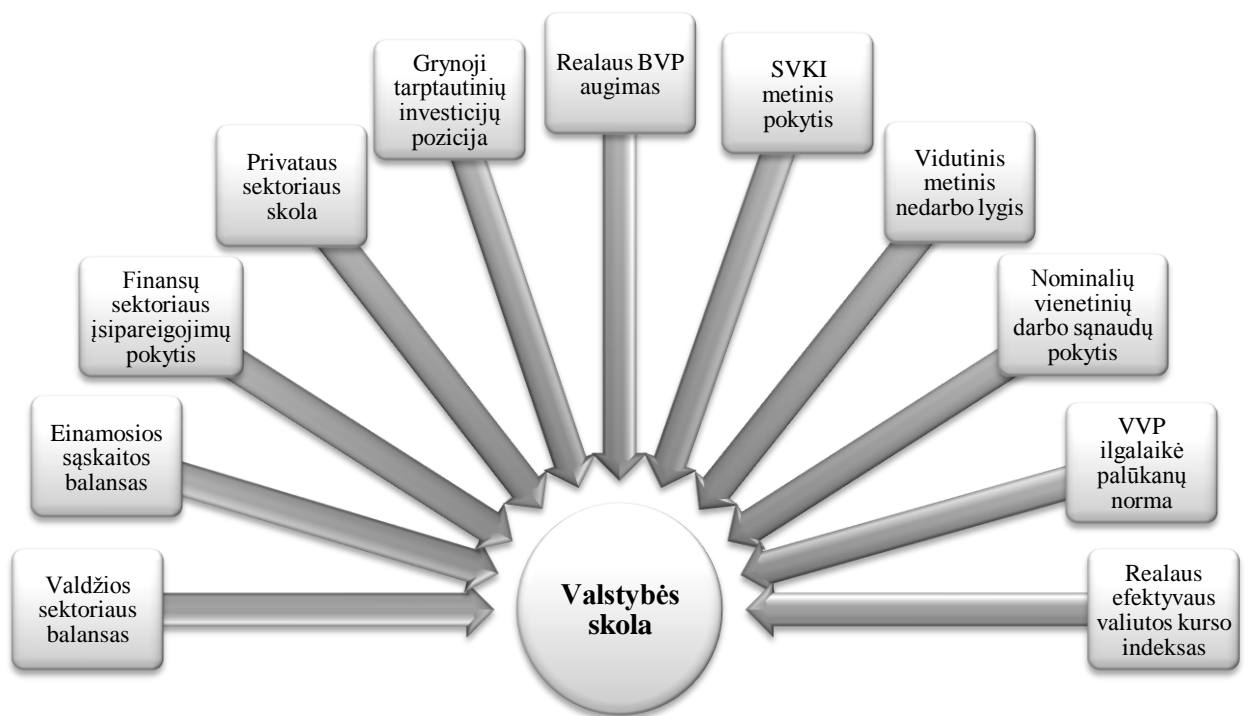 Valdžios
sektoriaus
balansas
Einamosios
sąskaitos
balansas
Finansų
sektoriaus
įsipareigojimų
pokytis
Privataus
sektoriaus
skola
Grynoji
tarptautinių
investicijų
pozicija
Realaus BVP
augimas
SVKI
metinis
pokytis
Vidutinis
metinis
nedarbo lygis
Nominalių
vienetinių
darbo sąnaudų
pokytis
VVP
ilgalaikė
palūkanų
norma
Realaus
efektyvaus
valiutos kurso
indeksas
Valstybės
skola